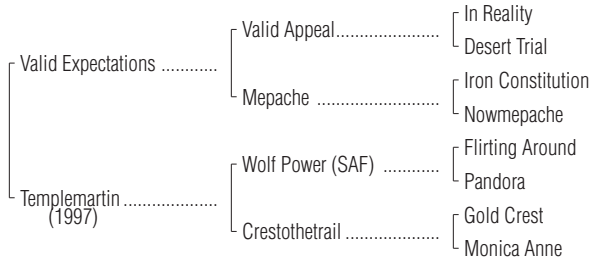 In Reality
Valid Appeal......................
Desert Trial
Valid Expectations ............
Iron Constitution
Mepache ..........................
Nowmepache
Flirting Around
Wolf Power (SAF) ............
Pandora
Templemartin ....................
(1997)
Gold Crest
Crestothetrail ....................
Monica Anne